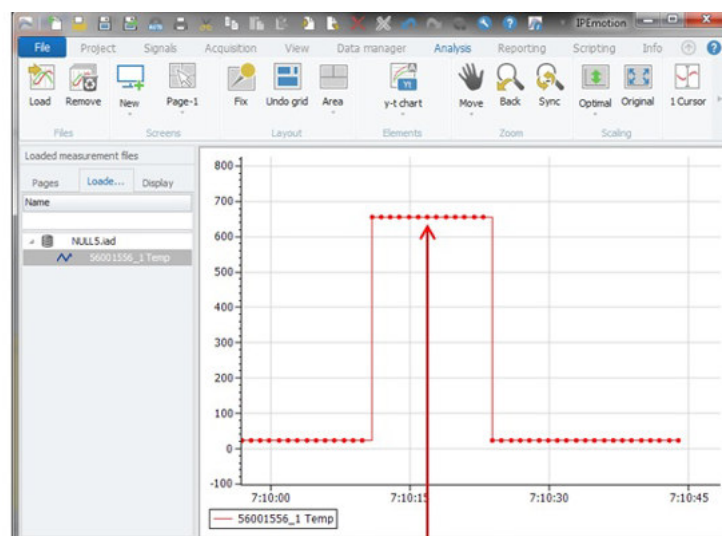 IPEmotion
File Project Signals Acquisition View Data manager Analysis Reporting Scripting Info
Load Remove New Page-1 Fix Undo grid Area y-t chart Move Back Sync Optimal Original 1 Cursor
Files Screens Layout Elements Zoom Scaling
Loaded measurement files
Pages Loade... Display
Name
NULL5.iad
56001556_1 Temp
800
700
600
500
400
300
200
100
0
-100
7:10:00 7:10:15 7:10:30 7:10:45
56001556_1 Temp